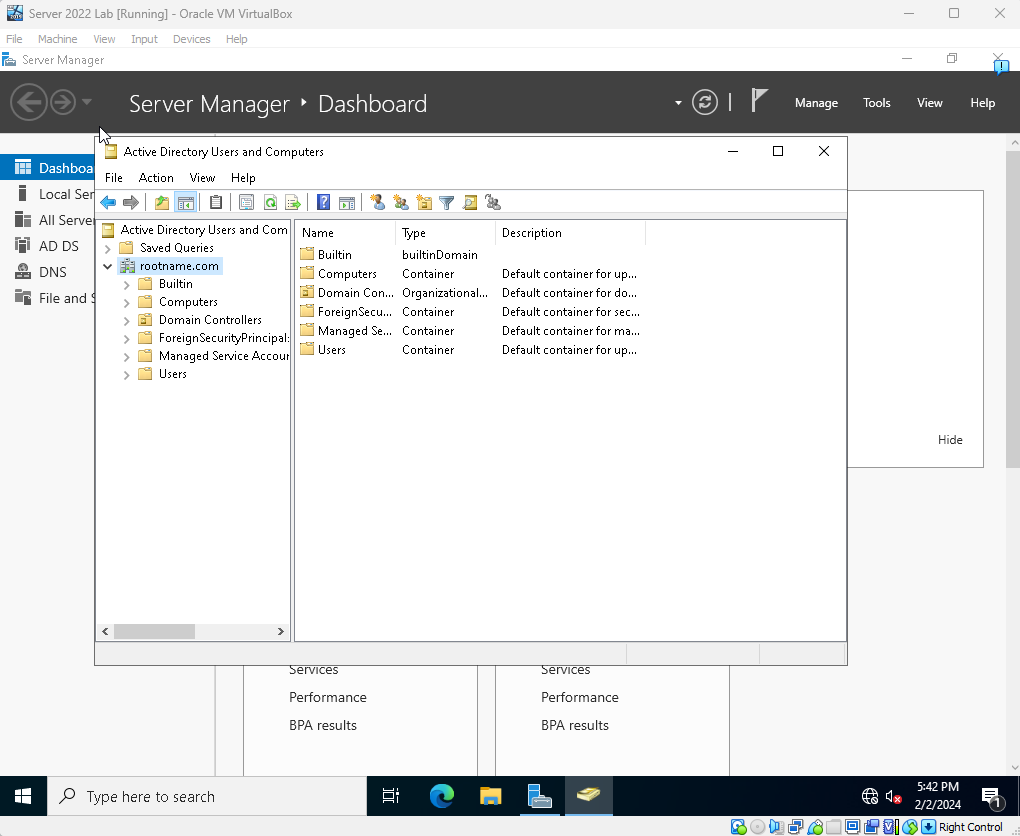 Server 2022 Lab [Running] - Oracle VM VirtualBox
File Machine View Input Devices Help
Server Manager
Server Manager Dashboard
Manage Tools View Help
Dashboa
Local Ser
All Server
AD DS
DNS
File and S
Active Directory Users and Computers
File Action View Help
Active Directory Users and Com
Saved Queries
rootname.com
Builtin
Computers
Domain Controllers
ForeignSecurityPrincipal:
Managed Service Accour
Users
Name Type Description
Builtin builtinDomain
Computers Container Default container for up...
Domain Con... Organizational... Default container for do...
ForeignSecu... Container Default container for sec...
Managed Se... Container Default container for ma...
Users Container Default container for up...
Hide
Services Services
Performance Performance
BPA results BPA results
Type here to search
5:42 PM
2/2/2024
1
Right Control